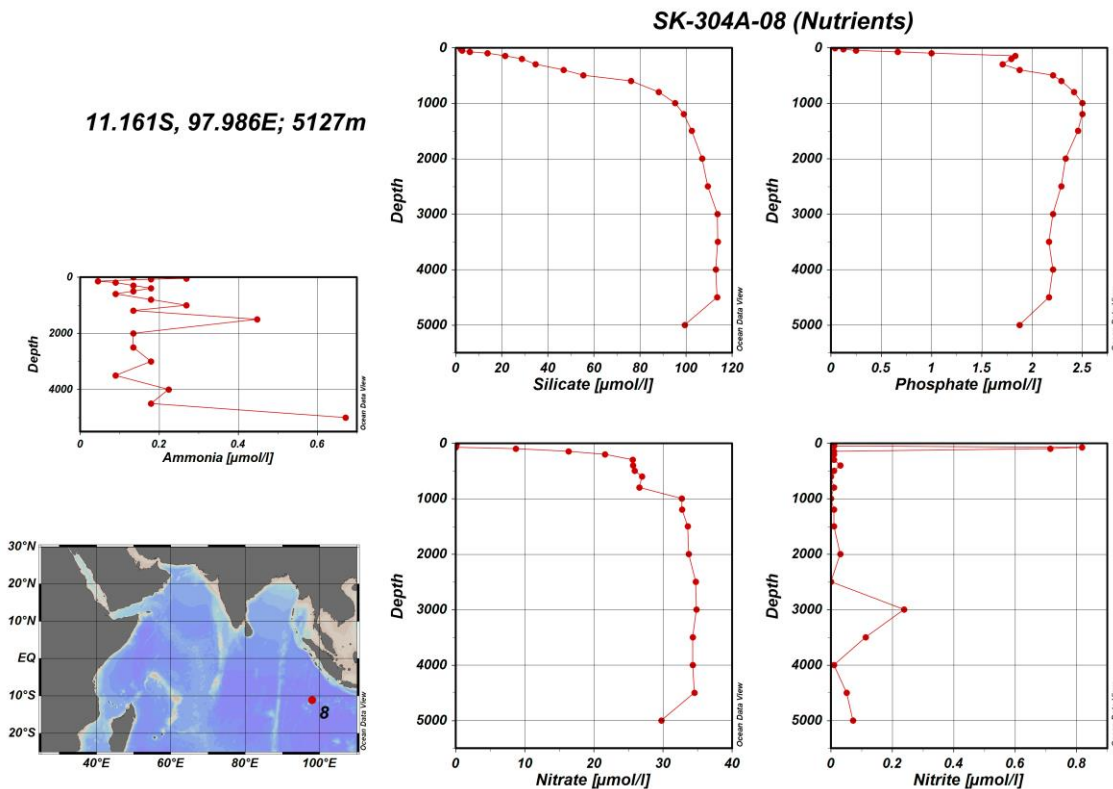 SK-304A-08 (Nutrients)
11.161S, 97.986E; 5127m
0
1000
2000
3000
4000
5000
Depth
0 20 40 60 80 100 120
Silicate [µmol/l]
Ocean Data View
0
1000
2000
3000
4000
5000
Depth
0 0.5 1 1.5 2 2.5
Phosphate [µmol/l]
0
2000
4000
Depth
0 0.2 0.4 0.6
Ammonia [µmol/l]
Ocean Data View
0
1000
2000
3000
4000
5000
Depth
0 10 20 30 40
Nitrate [µmol/l]
Ocean Data View
0
1000
2000
3000
4000
5000
Depth
0 0.2 0.4 0.6 0.8
Nitrite [µmol/l]
30°N
20°N
10°N
EQ
10°S
20°S
8
40°E 60°E 80°E 100°E
Ocean Data View